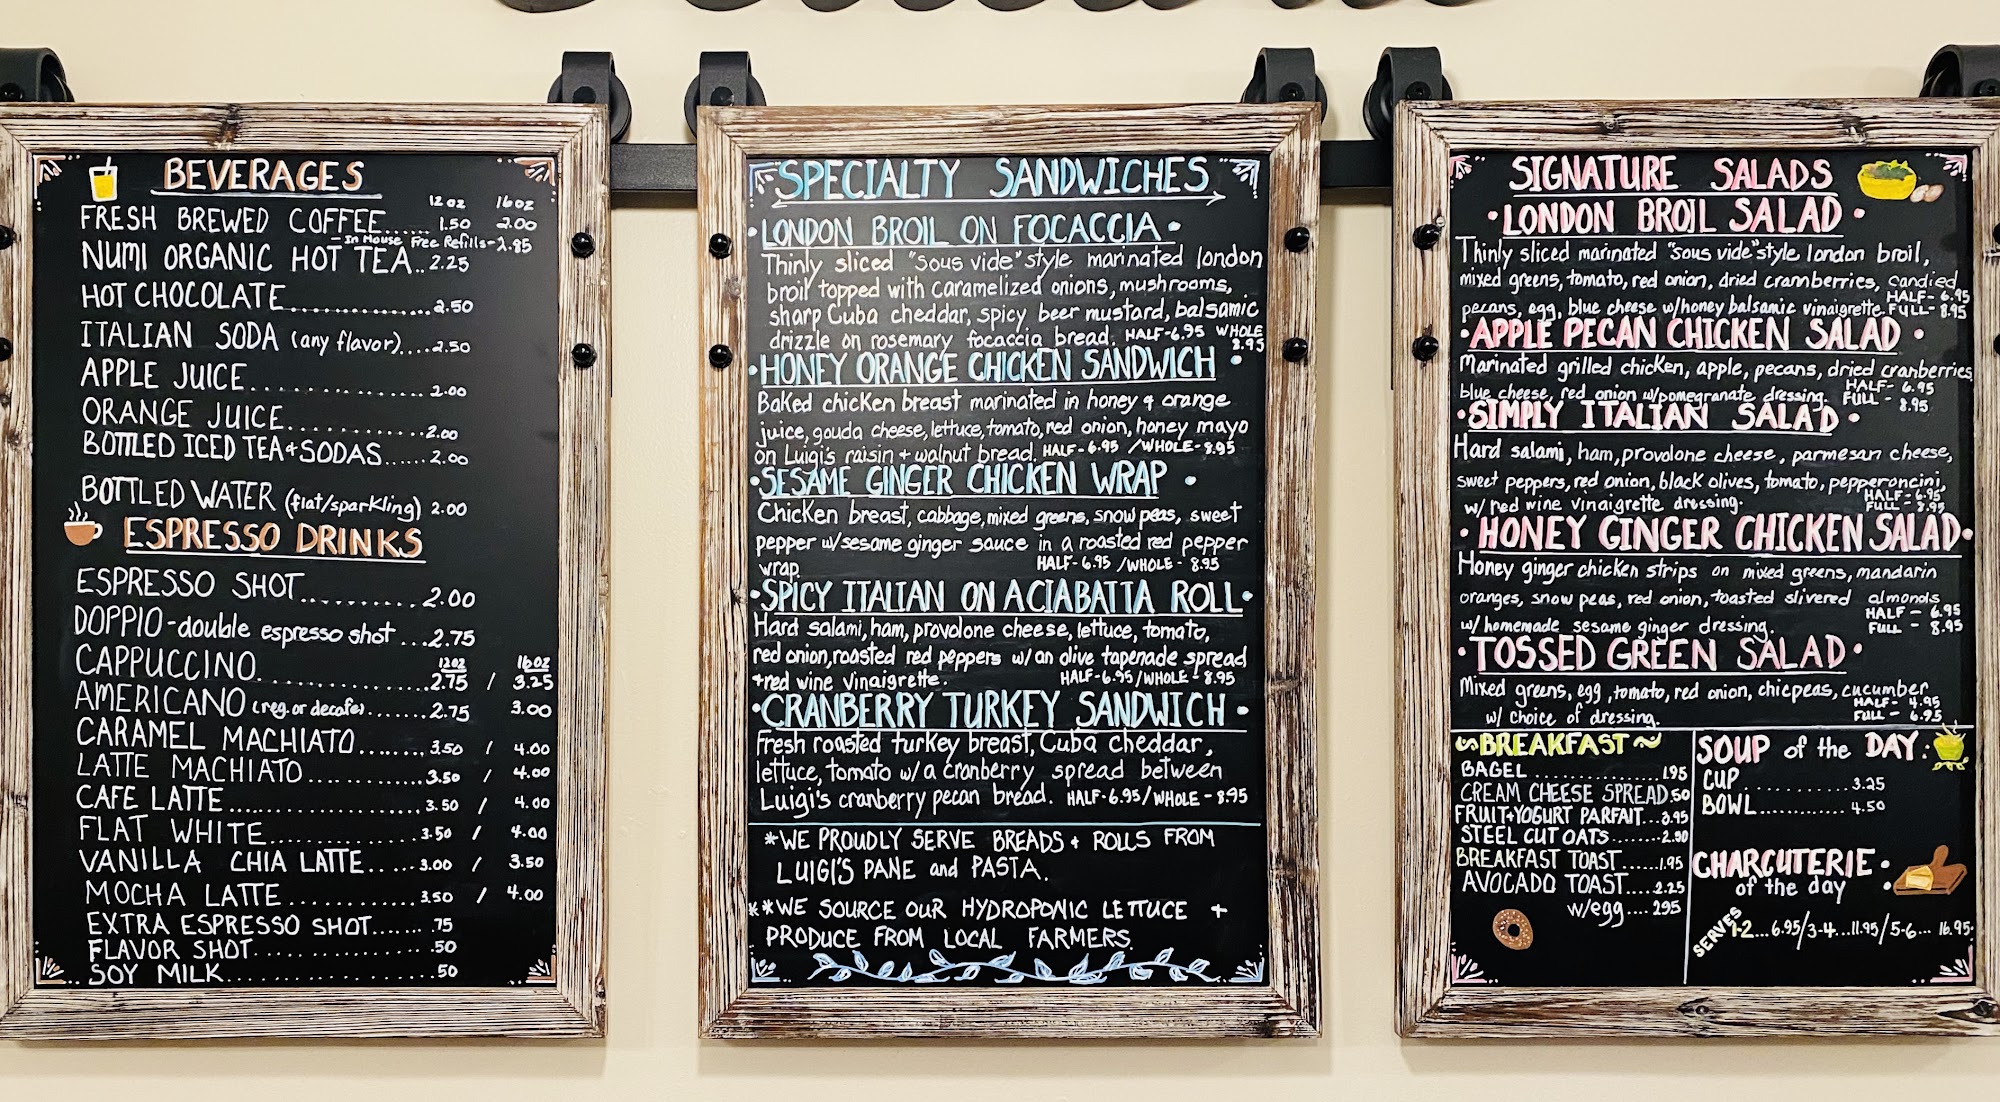 BEVERAGES
12oz 16oz
FRESH BREWED COFFEE...... 1.50 2.00
In House Free Refills-2.85
NUMI ORGANIC HOT TEA.. 2.25
HOT CHOCOLATE................2.50
ITALIAN SODA (any flavor)....2.50
APPLE JUICE................2.00
ORANGE JUICE.............2.00
BOTTLED ICED TEA+SODAS......2.00
BOTTLED WATER (flat/sparkling) 2.00
ESPRESSO DRINKS
ESPRESSO SHOT..........2.00
DOPPIO-double espresso shot...2.75
12oz 16oz
CAPPUCCINO................2.75 / 3.25
AMERICANO (reg. or decafe).......2.75 3.00
CARAMEL MACHIATO.......3.50 / 4.00
LATTE MACHIATO...........3.50 / 4.00
CAFE LATTE.................3.50 / 4.00
FLAT WHITE...............3.50 / 4.00
VANILLA CHIA LATTE.....3.00 / 3.50
MOCHA LATTE.............3.50 / 4.00
EXTRA ESPRESSO SHOT...... .75
FLAVOR SHOT............... .50
SOY MILK................... .50
SPECIALTY SANDWICHES
•LONDON BROIL ON FOCACCIA•
Thinly sliced "sous vide" style marinated london
broil topped with caramelized onions, mushrooms,
sharp Cuba cheddar, spicy beer mustard, balsamic
drizzle on rosemary focaccia bread. HALF-6.95 WHOLE
8.95
•HONEY ORANGE CHICKEN SANDWICH•
Baked chicken breast marinated in honey & orange
juice, gouda cheese, lettuce, tomato, red onion, honey mayo
on Luigi's raisin + walnut bread. HALF-6.95 /WHOLE-8.95
•SESAME GINGER CHICKEN WRAP•
Chicken breast, cabbage, mixed greens, snow peas, sweet
pepper w/sesame ginger sauce in a roasted red pepper
wrap. HALF-6.95 /WHOLE-8.95
•SPICY ITALIAN ON A CIABATTA ROLL•
Hard salami, ham, provolone cheese, lettuce, tomato,
red onion, roasted red peppers w/an olive tapenade spread
+red wine vinaigrette. HALF-6.95/WHOLE-8.95
•CRANBERRY TURKEY SANDWICH•
Fresh roasted turkey breast, Cuba cheddar,
lettuce, tomato w/a cranberry spread between
Luigi's cranberry pecan bread. HALF-6.95/WHOLE-8.95
*WE PROUDLY SERVE BREADS + ROLLS FROM
LUIGI'S PANE and PASTA.
**WE SOURCE OUR HYDROPONIC LETTUCE +
PRODUCE FROM LOCAL FARMERS.
SIGNATURE SALADS
•LONDON BROIL SALAD•
Thinly sliced marinated "sous vide" style london broil,
mixed greens, tomato, red onion, dried crannberries, candied
HALF-6.95
pecans, egg, blue cheese w/honey balsamic vinaigrette. FULL-8.95
•APPLE PECAN CHICKEN SALAD•
Marinated grilled chicken, apple, pecans, dried cranberries,
HALF-6.95
blue cheese, red onion w/pomegranate dressing. FULL-8.95
•SIMPLY ITALIAN SALAD•
Hard salami, ham, provolone cheese, parmesan cheese,
sweet peppers, red onion, black olives, tomato, pepperoncini,
HALF-6.95
w/ red wine vinaigrette dressing. FULL-8.95
•HONEY GINGER CHICKEN SALAD•
Honey ginger chicken strips on mixed greens, mandarin
oranges, snow peas, red onion, toasted slivered almonds
HALF-6.95
w/homemade sesame ginger dressing. FULL-8.95
•TOSSED GREEN SALAD•
Mixed greens, egg, tomato, red onion, chicpeas, cucumber
HALF-4.95
w/ choice of dressing. FULL-6.95
~BREAKFAST~
BAGEL................1.95
CREAM CHEESE SPREAD.50
FRUIT+YOGURT PARFAIT...3.95
STEEL CUT OATS.........2.90
BREAKFAST TOAST......1.95
AVOCADO TOAST....2.25
w/egg....2.95
SOUP of the DAY:
CUP..........3.25
BOWL..........4.50
CHARCUTERIE•
of the day
SERVES 1-2...6.95/3-4...11.95/5-6...16.95